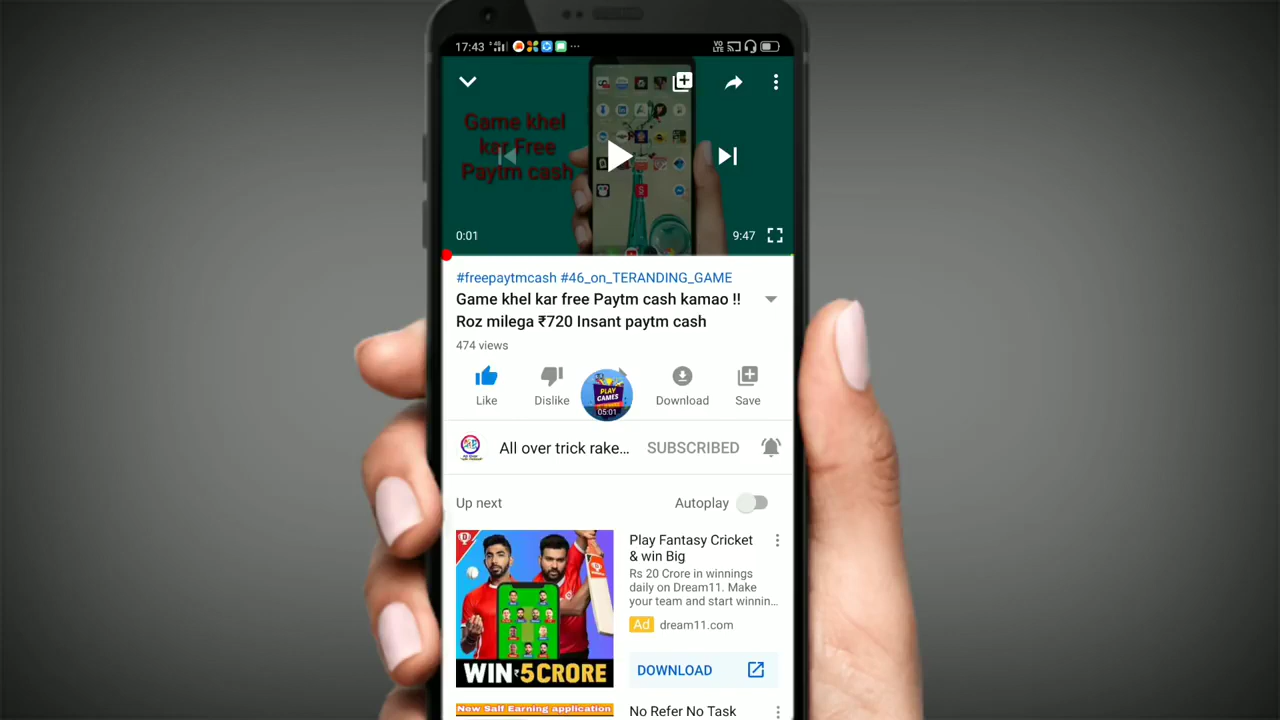 17:43
VO
LTE
Game khel
kar Free
Paytm cash
0:01
9:47
#freepaytmcash #46_on_TERANDING_GAME
Game khel kar free Paytm cash kamao !!
Roz milega ₹720 Insant paytm cash
474 views
PLAY
GAMES
05:01
Like
Dislike
Download
Save
All over trick rake...
SUBSCRIBED
Up next
Autoplay
Play Fantasy Cricket
& win Big
Rs 20 Crore in winnings
daily on Dream11. Make
your team and start winnin...
Ad dream11.com
WIN ₹5CRORE
DOWNLOAD
New Salf Earning application
No Refer No Task